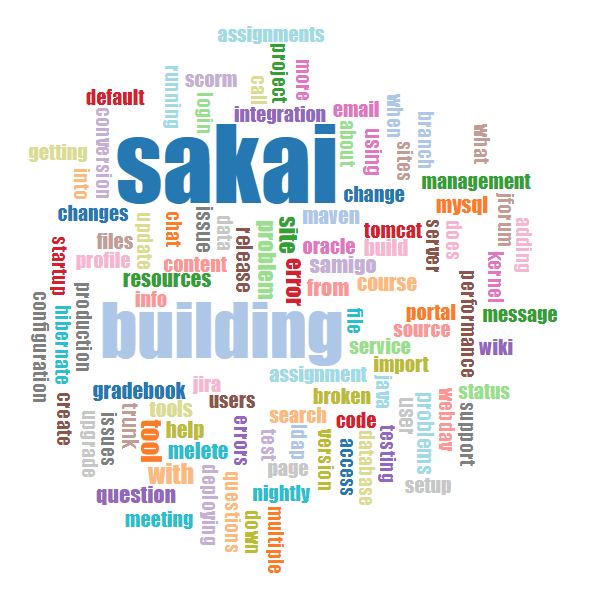 assignments
project
more
running
scorm
call
default
login
integration
email
when
branch
conversion
about
using
sites
what
sakai
getting
into
change
management
mysql
jforum
changes
update
chat
issue
data
release
problem
site
error
maven
tomcat
server
does
adding
files
oracle
build
kernel
startup
profile
content
samigo
resources
from
course
performance
configuration
hibernate
production
info
building
file
portal
message
source
service
wiki
import
assignment
gradebook
jira
users
java
broken
status
create
upgrade
issues
trunk
tools
tool
help
errors
search
code
user
problems
webdav
support
melete
test
ldap
version
access
database
testing
with
page
setup
question
deploying
questions
nightly
meeting
down
multiple